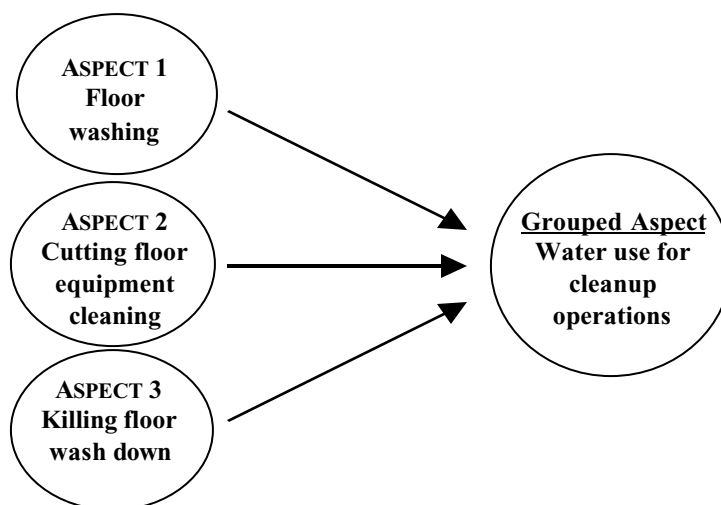 ASPECT 1
Floor
washing
ASPECT 2
Cutting floor
equipment
cleaning
ASPECT 3
Killing floor
wash down
Grouped Aspect
Water use for
cleanup
operations